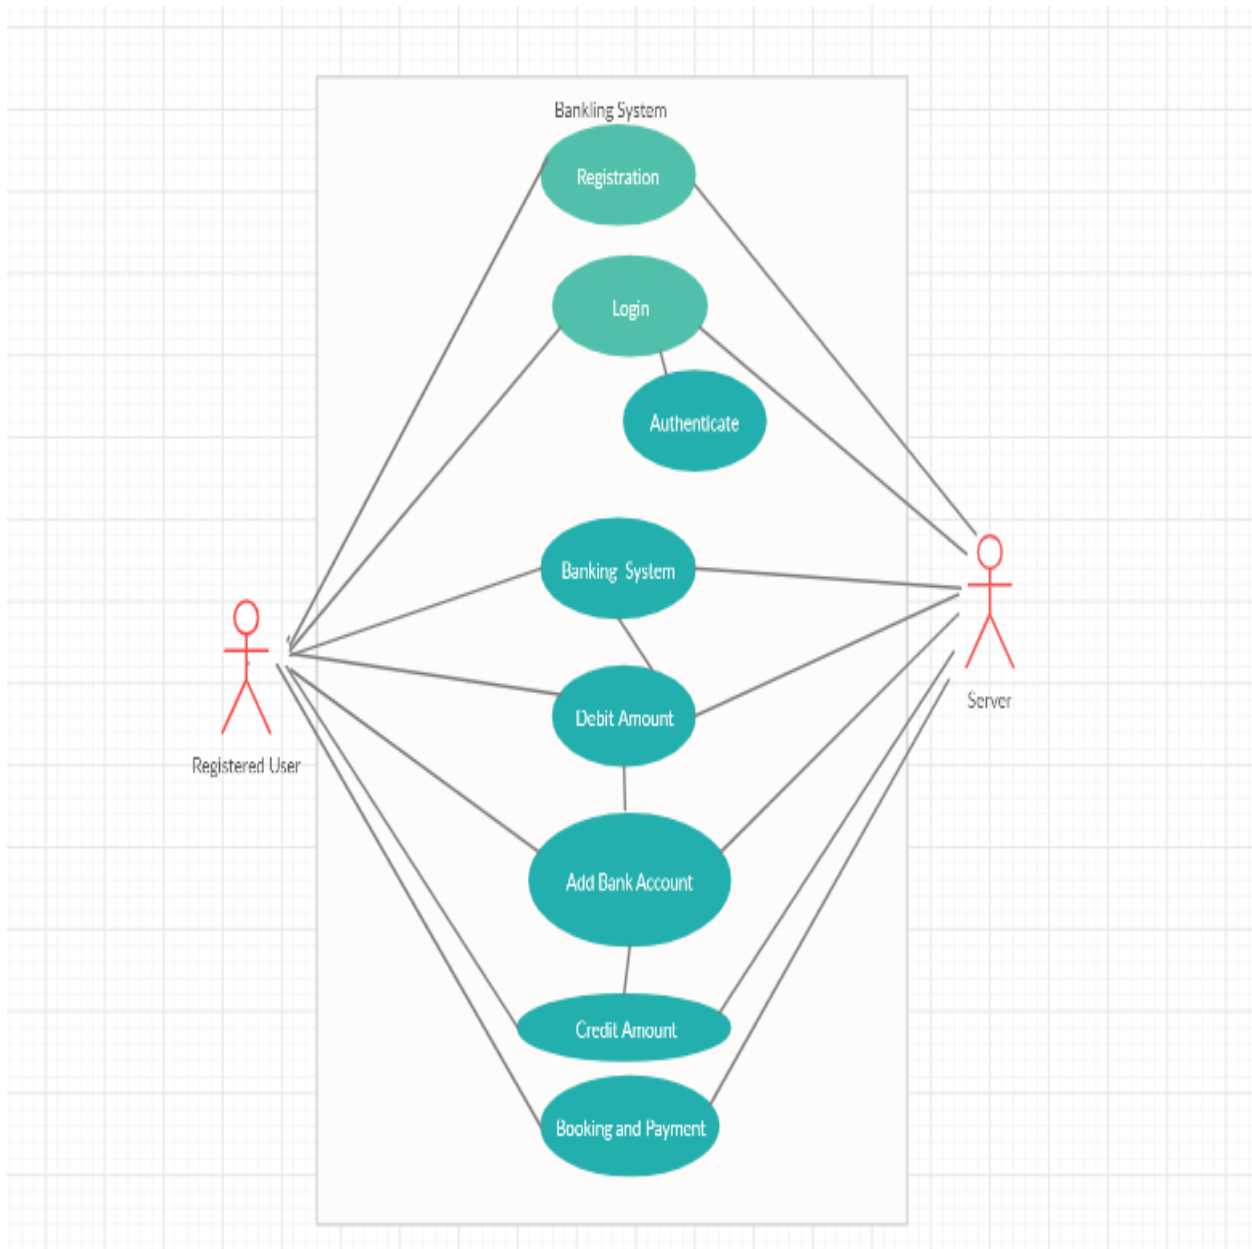 Bankling System
Registration
Login
Authenticate
Banking System
Debit Amount
Server
Registered User
Add Bank Account
Credit Amount
Booking and Payment